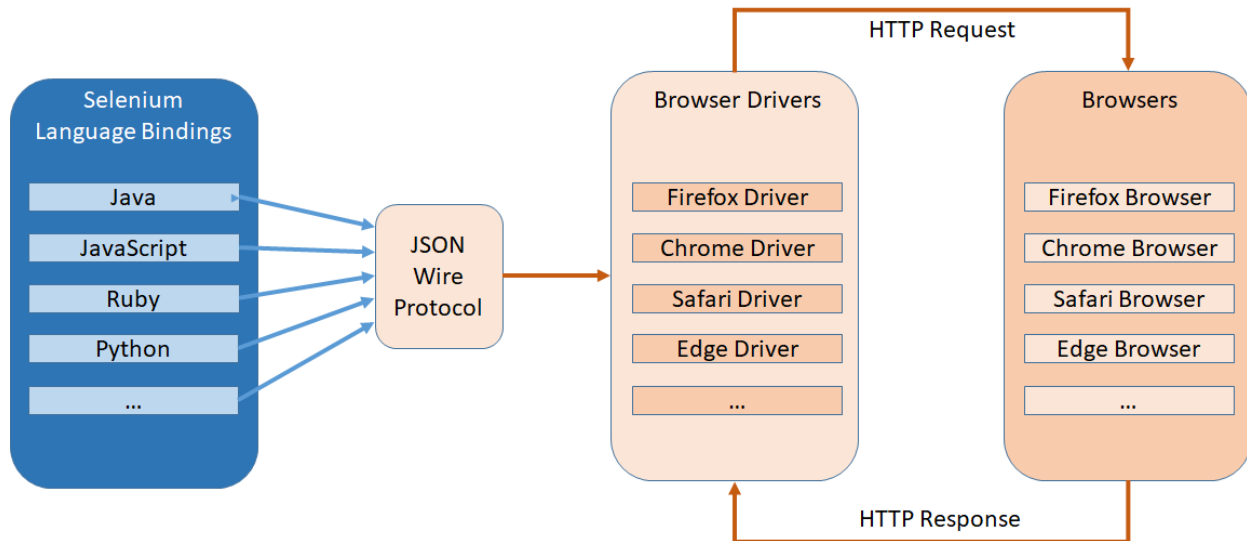 HTTP Request
Selenium
Language Bindings
Java
JavaScript
Ruby
Python
...
JSON
Wire
Protocol
Browser Drivers
Firefox Driver
Chrome Driver
Safari Driver
Edge Driver
...
Browsers
Firefox Browser
Chrome Browser
Safari Browser
Edge Browser
...
HTTP Response